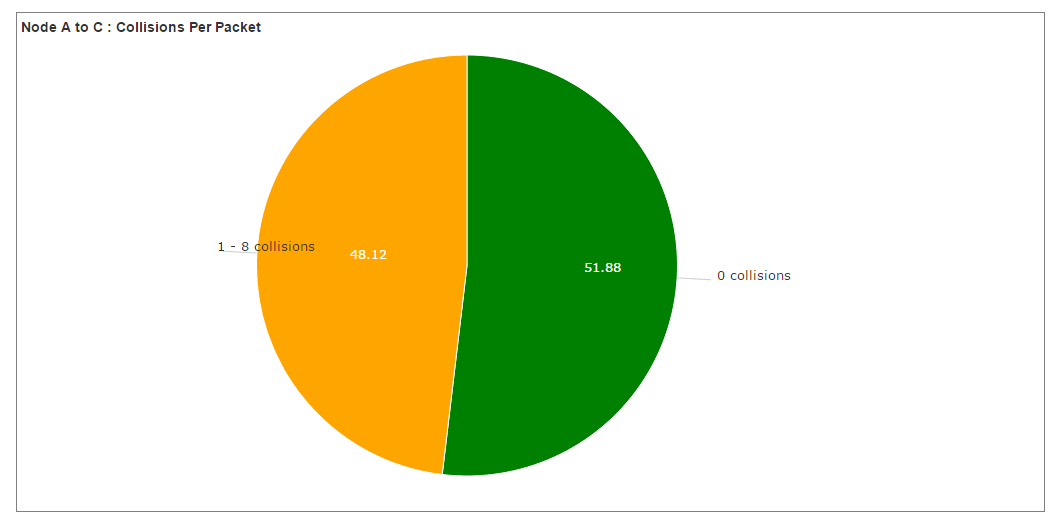 Node A to C : Collisions Per Packet
1 - 8 collisions
48.12
51.88
0 collisions